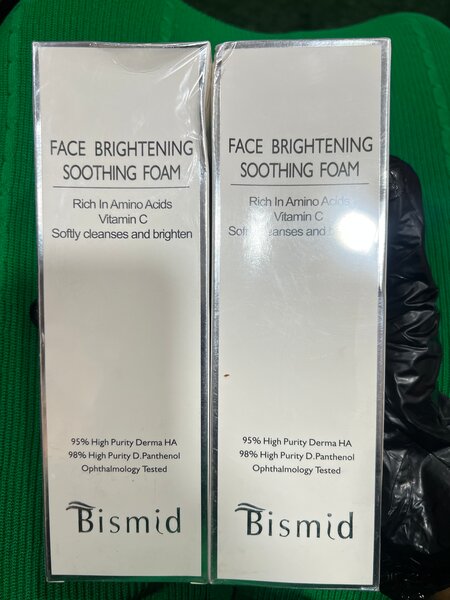 FACE BRIGHTENING
SOOTHING FOAM
Rich In Amino Acids
Vitamin C
Softly cleanses and brighten
95% High Purity Derma HA
98% High Purity D.Panthenol
Ophthalmology Tested
Bismid
FACE BRIGHTENING
SOOTHING FOAM
Rich In Amino Acids
Vitamin C
and
95% High Purity Derma HA
98% High Purity D.Panthenol
Ophthalmology Tested
Bismid